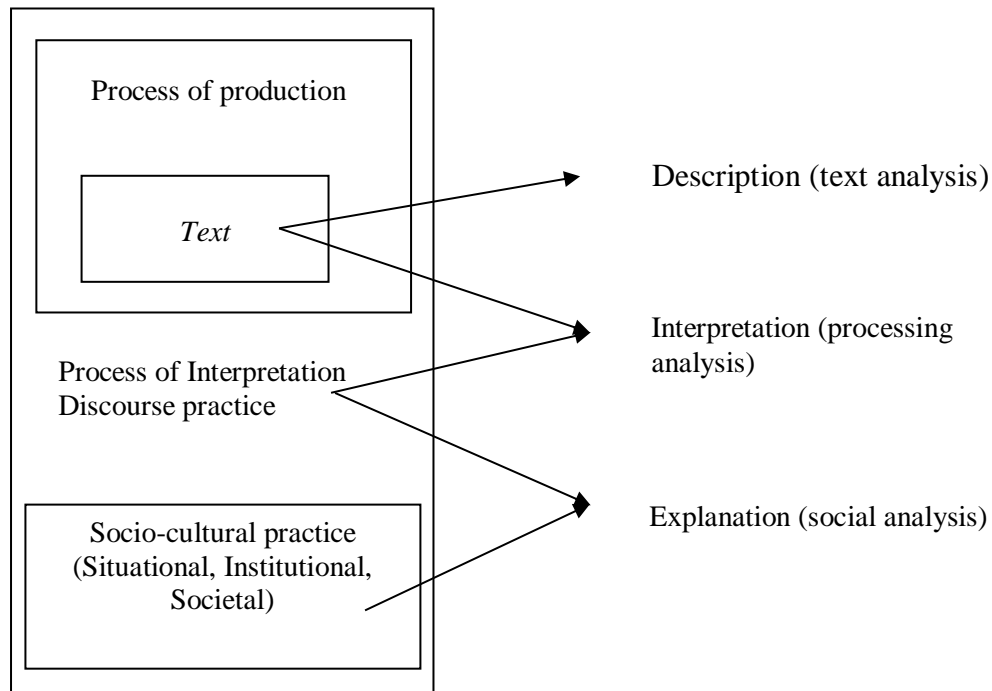 Process of production
Text
Description (text analysis)
Interpretation (processing
analysis)
Process of Interpretation
Discourse practice
Socio-cultural practice
(Situational, Institutional,
Societal)
Explanation (social analysis)